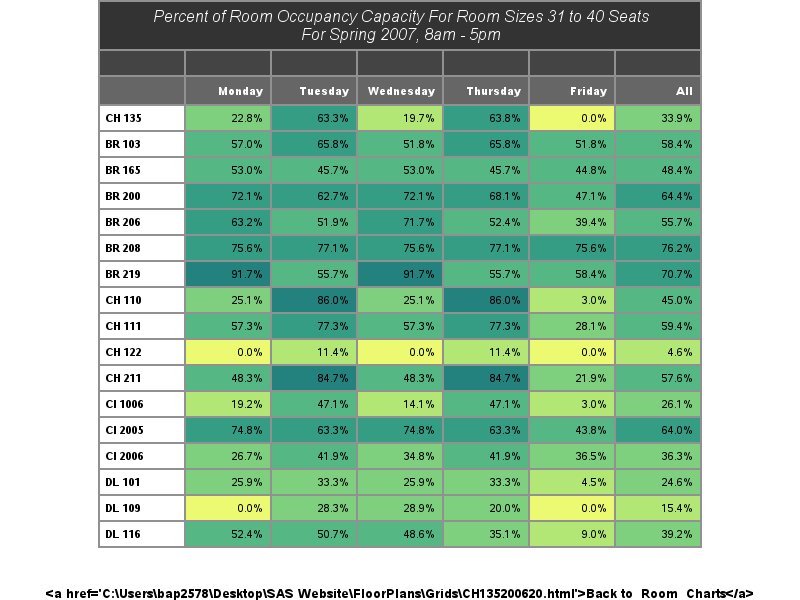 Percent of Room Occupancy Capacity For Room Sizes 31 to 40 Seats
For Spring 2007, 8am - 5pm
Monday Tuesday Wednesday Thursday Friday All
CH 135 22.8% 63.3% 19.7% 63.8% 0.0% 33.9%
BR 103 57.0% 65.8% 51.8% 65.8% 51.8% 58.4%
BR 165 53.0% 45.7% 53.0% 45.7% 44.8% 48.4%
BR 200 72.1% 62.7% 72.1% 68.1% 47.1% 64.4%
BR 206 63.2% 51.9% 71.7% 52.4% 39.4% 55.7%
BR 208 75.6% 77.1% 75.6% 77.1% 75.6% 76.2%
BR 219 91.7% 55.7% 91.7% 55.7% 58.4% 70.7%
CH 110 25.1% 86.0% 25.1% 86.0% 3.0% 45.0%
CH 111 57.3% 77.3% 57.3% 77.3% 28.1% 59.4%
CH 122 0.0% 11.4% 0.0% 11.4% 0.0% 4.6%
CH 211 48.3% 84.7% 48.3% 84.7% 21.9% 57.6%
CI 1006 19.2% 47.1% 14.1% 47.1% 3.0% 26.1%
CI 2005 74.8% 63.3% 74.8% 63.3% 43.8% 64.0%
CI 2006 26.7% 41.9% 34.8% 41.9% 36.5% 36.3%
DL 101 25.9% 33.3% 25.9% 33.3% 4.5% 24.6%
DL 109 0.0% 28.3% 28.9% 20.0% 0.0% 15.4%
DL 116 52.4% 50.7% 48.6% 35.1% 9.0% 39.2%
<a href='C:\Users\bap2578\Desktop\SAS Website\FloorPlans\Grids\CH135200620.html'>Back to Room Charts</a>